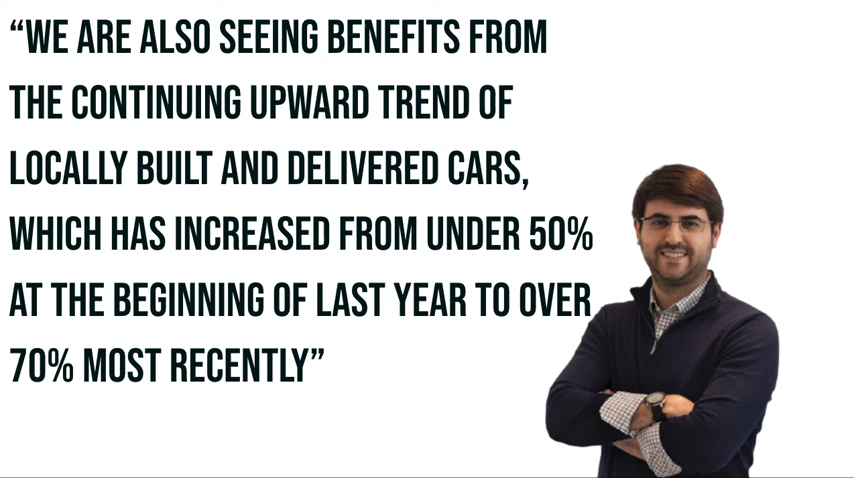 “WE ARE ALSO SEEING BENEFITS FROM
THE CONTINUING UPWARD TREND OF
LOCALLY BUILT AND DELIVERED CARS,
WHICH HAS INCREASED FROM UNDER 50%
AT THE BEGINNING OF LAST YEAR TO OVER
70% MOST RECENTLY”